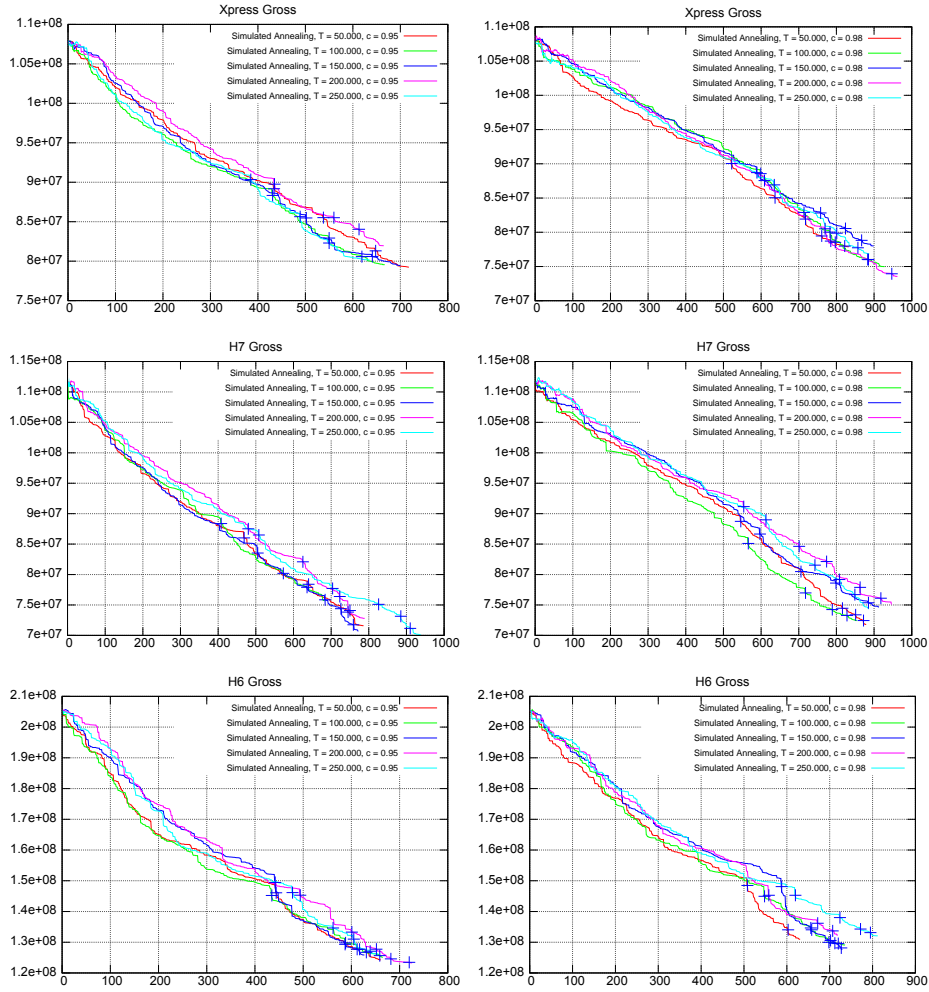 Xpress Gross
1.1e+08
1.05e+08
1e+08
9.5e+07
9e+07
8.5e+07
8e+07
7.5e+07
0 100 200 300 400 500 600 700 800
Simulated Annealing, T = 50.000, c = 0.95
Simulated Annealing, T = 100.000, c = 0.95
Simulated Annealing, T = 150.000, c = 0.95
Simulated Annealing, T = 200.000, c = 0.95
Simulated Annealing, T = 250.000, c = 0.95
Xpress Gross
1.1e+08
1.05e+08
1e+08
9.5e+07
9e+07
8.5e+07
8e+07
7.5e+07
7e+07
0 100 200 300 400 500 600 700 800 900 1000
Simulated Annealing, T = 50.000, c = 0.98
Simulated Annealing, T = 100.000, c = 0.98
Simulated Annealing, T = 150.000, c = 0.98
Simulated Annealing, T = 200.000, c = 0.98
Simulated Annealing, T = 250.000, c = 0.98
H7 Gross
1.15e+08
1.1e+08
1.05e+08
1e+08
9.5e+07
9e+07
8.5e+07
8e+07
7.5e+07
7e+07
0 100 200 300 400 500 600 700 800 900 1000
Simulated Annealing, T = 50.000, c = 0.95
Simulated Annealing, T = 100.000, c = 0.95
Simulated Annealing, T = 150.000, c = 0.95
Simulated Annealing, T = 200.000, c = 0.95
Simulated Annealing, T = 250.000, c = 0.95
H7 Gross
1.15e+08
1.1e+08
1.05e+08
1e+08
9.5e+07
9e+07
8.5e+07
8e+07
7.5e+07
7e+07
0 100 200 300 400 500 600 700 800 900 1000
Simulated Annealing, T = 50.000, c = 0.98
Simulated Annealing, T = 100.000, c = 0.98
Simulated Annealing, T = 150.000, c = 0.98
Simulated Annealing, T = 200.000, c = 0.98
Simulated Annealing, T = 250.000, c = 0.98
H6 Gross
2.1e+08
2e+08
1.9e+08
1.8e+08
1.7e+08
1.6e+08
1.5e+08
1.4e+08
1.3e+08
1.2e+08
0 100 200 300 400 500 600 700 800
Simulated Annealing, T = 50.000, c = 0.95
Simulated Annealing, T = 100.000, c = 0.95
Simulated Annealing, T = 150.000, c = 0.95
Simulated Annealing, T = 200.000, c = 0.95
Simulated Annealing, T = 250.000, c = 0.95
H6 Gross
2.1e+08
2e+08
1.9e+08
1.8e+08
1.7e+08
1.6e+08
1.5e+08
1.4e+08
1.3e+08
1.2e+08
0 100 200 300 400 500 600 700 800 900
Simulated Annealing, T = 50.000, c = 0.98
Simulated Annealing, T = 100.000, c = 0.98
Simulated Annealing, T = 150.000, c = 0.98
Simulated Annealing, T = 200.000, c = 0.98
Simulated Annealing, T = 250.000, c = 0.98